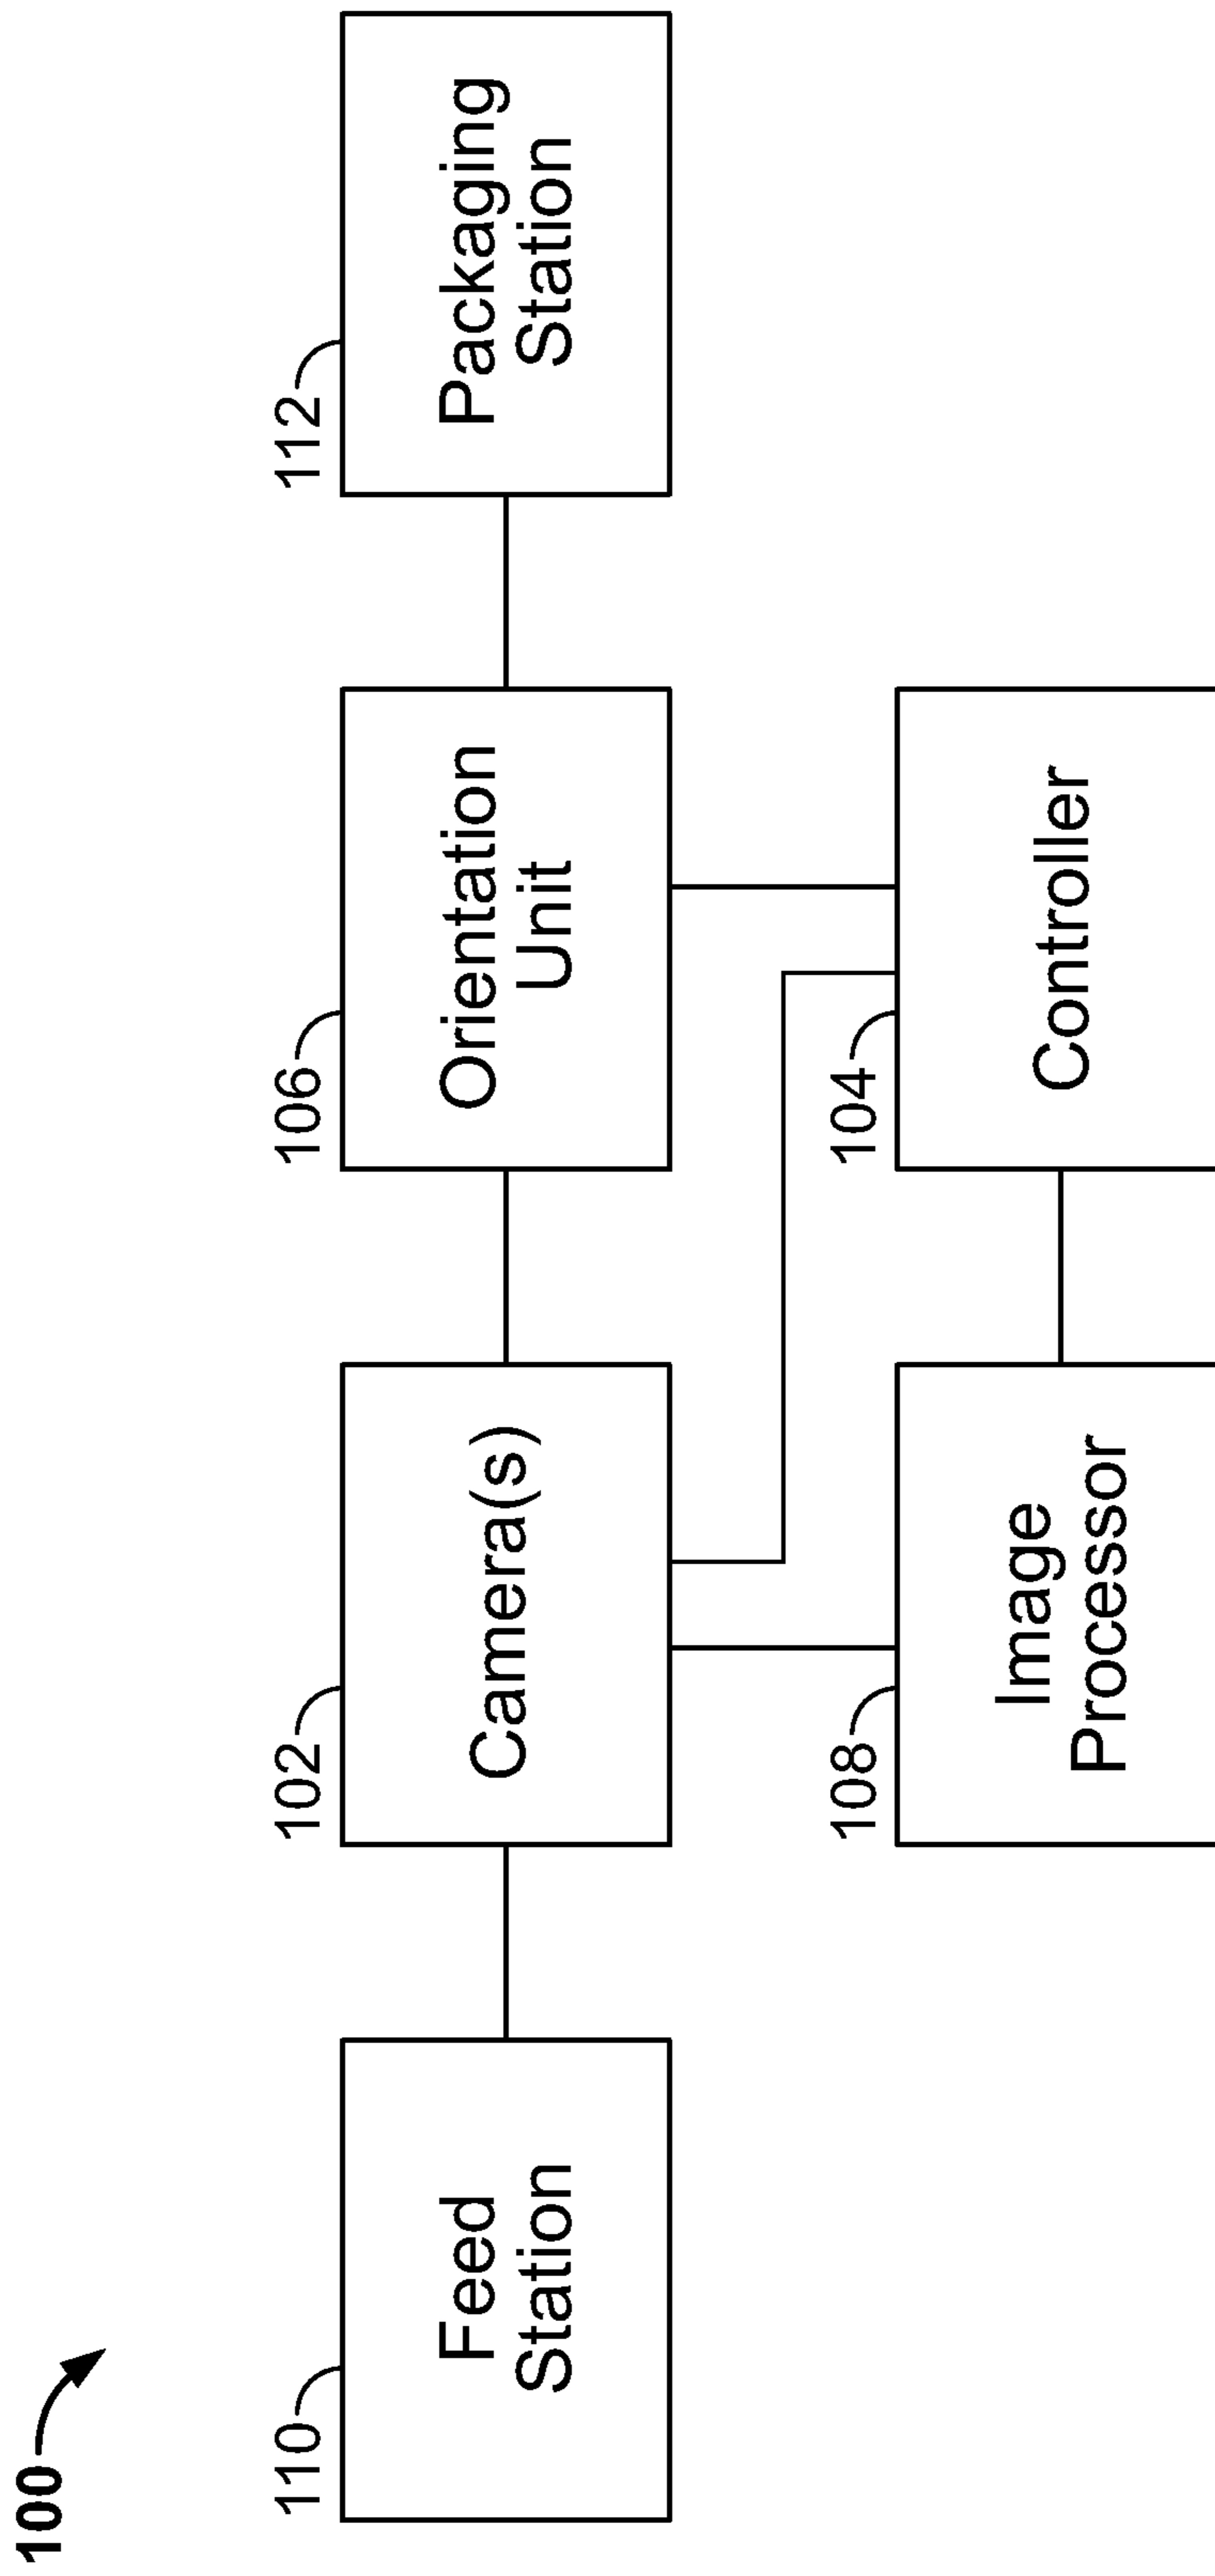 100
110
Feed
Station
102
Camera(s)
106
Orientation
Unit
112
Packaging
Station
108
Image
Processor
104
Controller